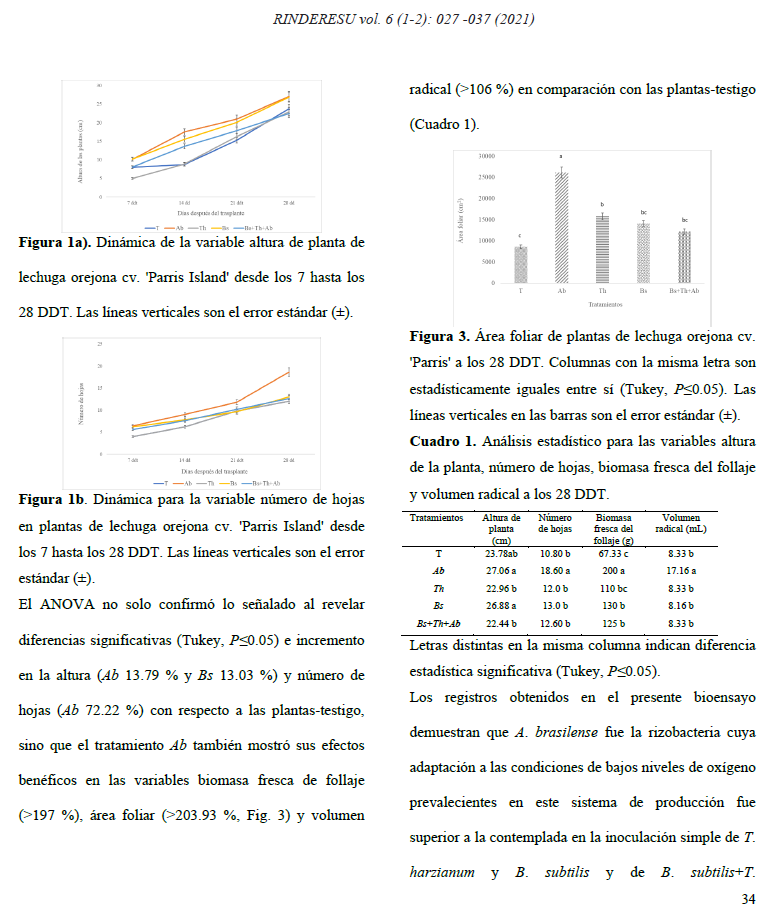 RINDERESU vol. 6 (1-2): 027 -037 (2021)
30
25
20
15
10
5
0
Altura de las plantas (cm)
7 ddt 14 ddt 21 ddt 28 ddt
Días después del trasplante
T Ab Th Bs Bs+Th+Ab
Figura 1a). Dinámica de la variable altura de planta de
lechuga orejona cv. 'Parris Island' desde los 7 hasta los
28 DDT. Las líneas verticales son el error estándar (±).
25
20
15
10
5
0
Número de hojas
7 ddt 14 ddt 21 ddt 28 ddt
Días después del trasplante
T Ab Th Bs Bs+Th+Ab
Figura 1b. Dinámica para la variable número de hojas
en plantas de lechuga orejona cv. 'Parris Island' desde
los 7 hasta los 28 DDT. Las líneas verticales son el error
estándar (±).
El ANOVA no solo confirmó lo señalado al revelar
diferencias significativas (Tukey, P≤0.05) e incremento
en la altura (Ab 13.79 % y Bs 13.03 %) y número de
hojas (Ab 72.22 %) con respecto a las plantas-testigo,
sino que el tratamiento Ab también mostró sus efectos
benéficos en las variables biomasa fresca de follaje
(>197 %), área foliar (>203.93 %, Fig. 3) y volumen
radical (>106 %) en comparación con las plantas-testigo
(Cuadro 1).
30000
25000
20000
15000
10000
5000
0
Área foliar (cm²)
c a b bc bc
T Ab Th Bs Bs+Th+Ab
Tratamientos
Figura 3. Área foliar de plantas de lechuga orejona cv.
'Parris' a los 28 DDT. Columnas con la misma letra son
estadísticamente iguales entre sí (Tukey, P≤0.05). Las
líneas verticales en las barras son el error estándar (±).
Cuadro 1. Análisis estadístico para las variables altura
de la planta, número de hojas, biomasa fresca del follaje
y volumen radical a los 28 DDT.
Tratamientos Altura de Número Biomasa Volumen
planta de hojas fresca del radical (mL)
(cm) follaje (g)
T 23.78ab 10.80 b 67.33 c 8.33 b
Ab 27.06 a 18.60 a 200 a 17.16 a
Th 22.96 b 12.0 b 110 bc 8.33 b
Bs 26.88 a 13.0 b 130 b 8.16 b
Bs+Th+Ab 22.44 b 12.60 b 125 b 8.33 b
Letras distintas en la misma columna indican diferencia
estadística significativa (Tukey, P≤0.05).
Los registros obtenidos en el presente bioensayo
demuestran que A. brasilense fue la rizobacteria cuya
adaptación a las condiciones de bajos niveles de oxígeno
prevalecientes en este sistema de producción fue
superior a la contemplada en la inoculación simple de T.
harzianum y B. subtilis y de B. subtilis+T.
34